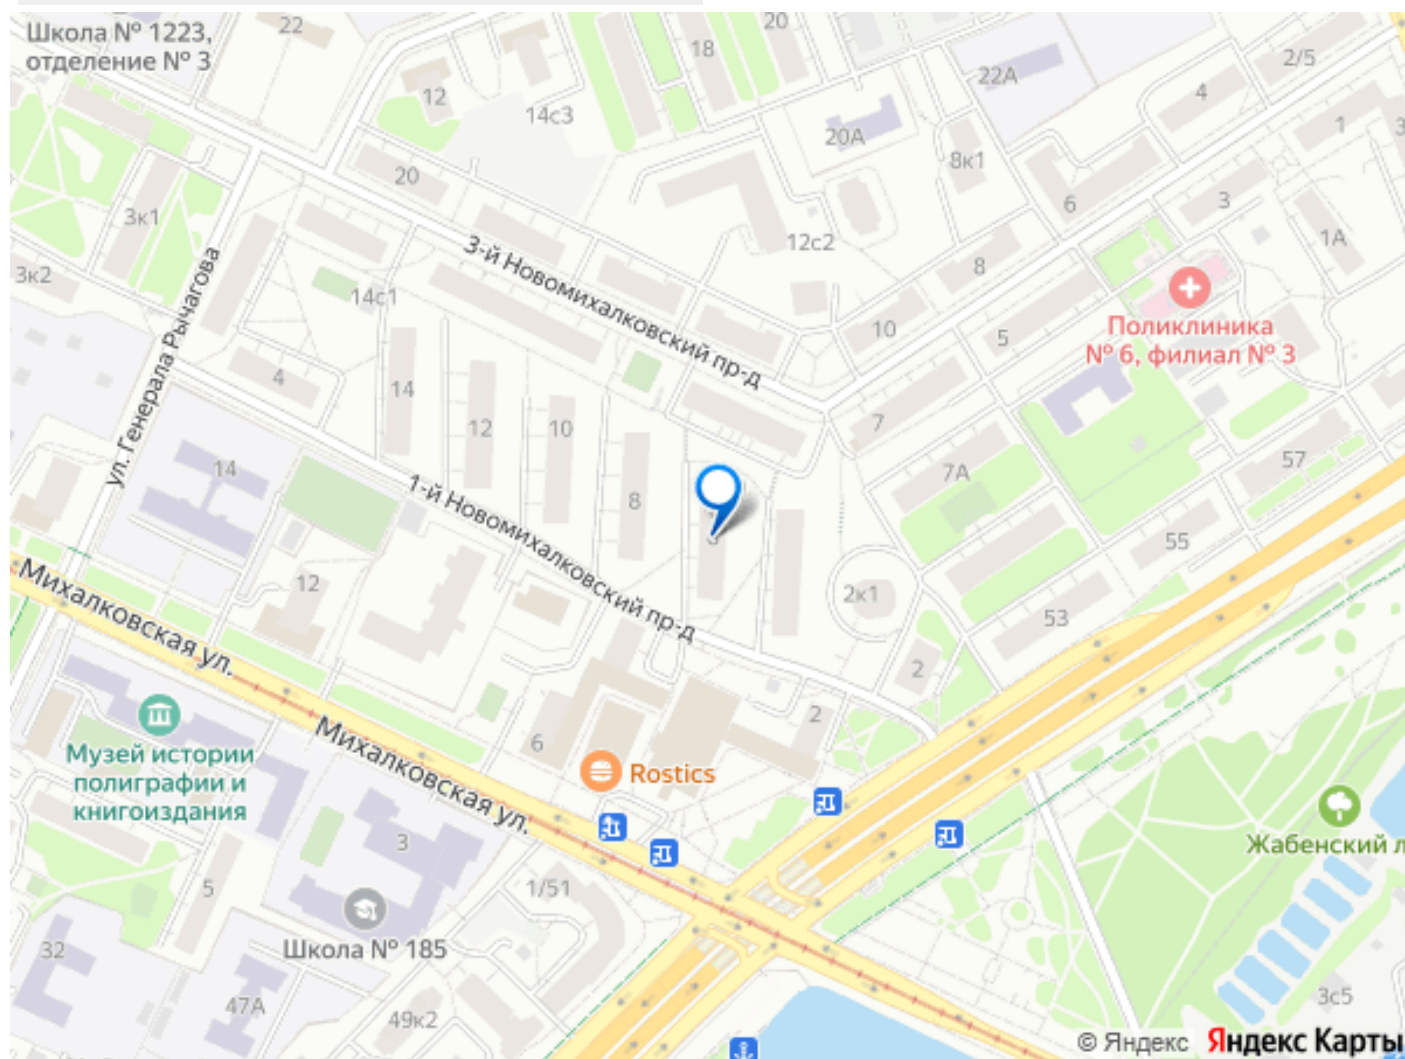 Школа № 1223,
отделение № 3
22
12
14с3
18
20
20А
22А
2/5
4
1
3
8к1
6
3
1А
20
3к1
3к2
12с2
8
3-й Новомихалковский пр-д
14с1
10
5
Поликлиника
№ 6, филиал № 3
ул. Генерала Рычагова
4
14
12
10
8
7
7А
57
14
1-й Новомихалковский пр-д
55
12
2к1
53
Михалковская ул.
2
2
6
Rostics
Музей истории
полиграфии и
книгоиздания
Михалковская ул.
3
5
1/51
Жабенский л
Школа № 185
32
47А
49к2
3с5
© Яндекс Яндекс Карты